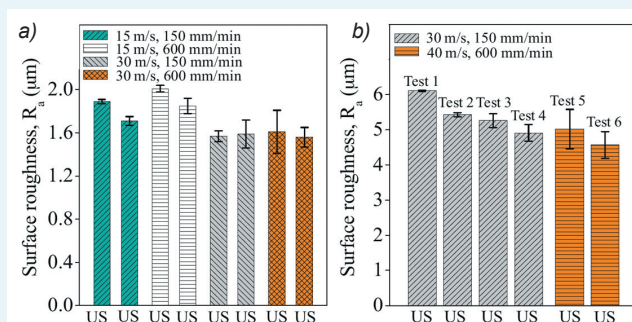 a)
15 m/s, 150 mm/min
15 m/s, 600 mm/min
30 m/s, 150 mm/min
30 m/s, 600 mm/min
Surface roughness, Ra (μm)
2.0
1.6
1.2
0.8
0.4
0.0
US US US US US US US US
b)
30 m/s, 150 mm/min
40 m/s, 600 mm/min
Surface roughness, Ra (μm)
6
5
4
3
2
1
0
Test 1
Test 2 Test 3
Test 4
Test 5
Test 6
US US US US US US